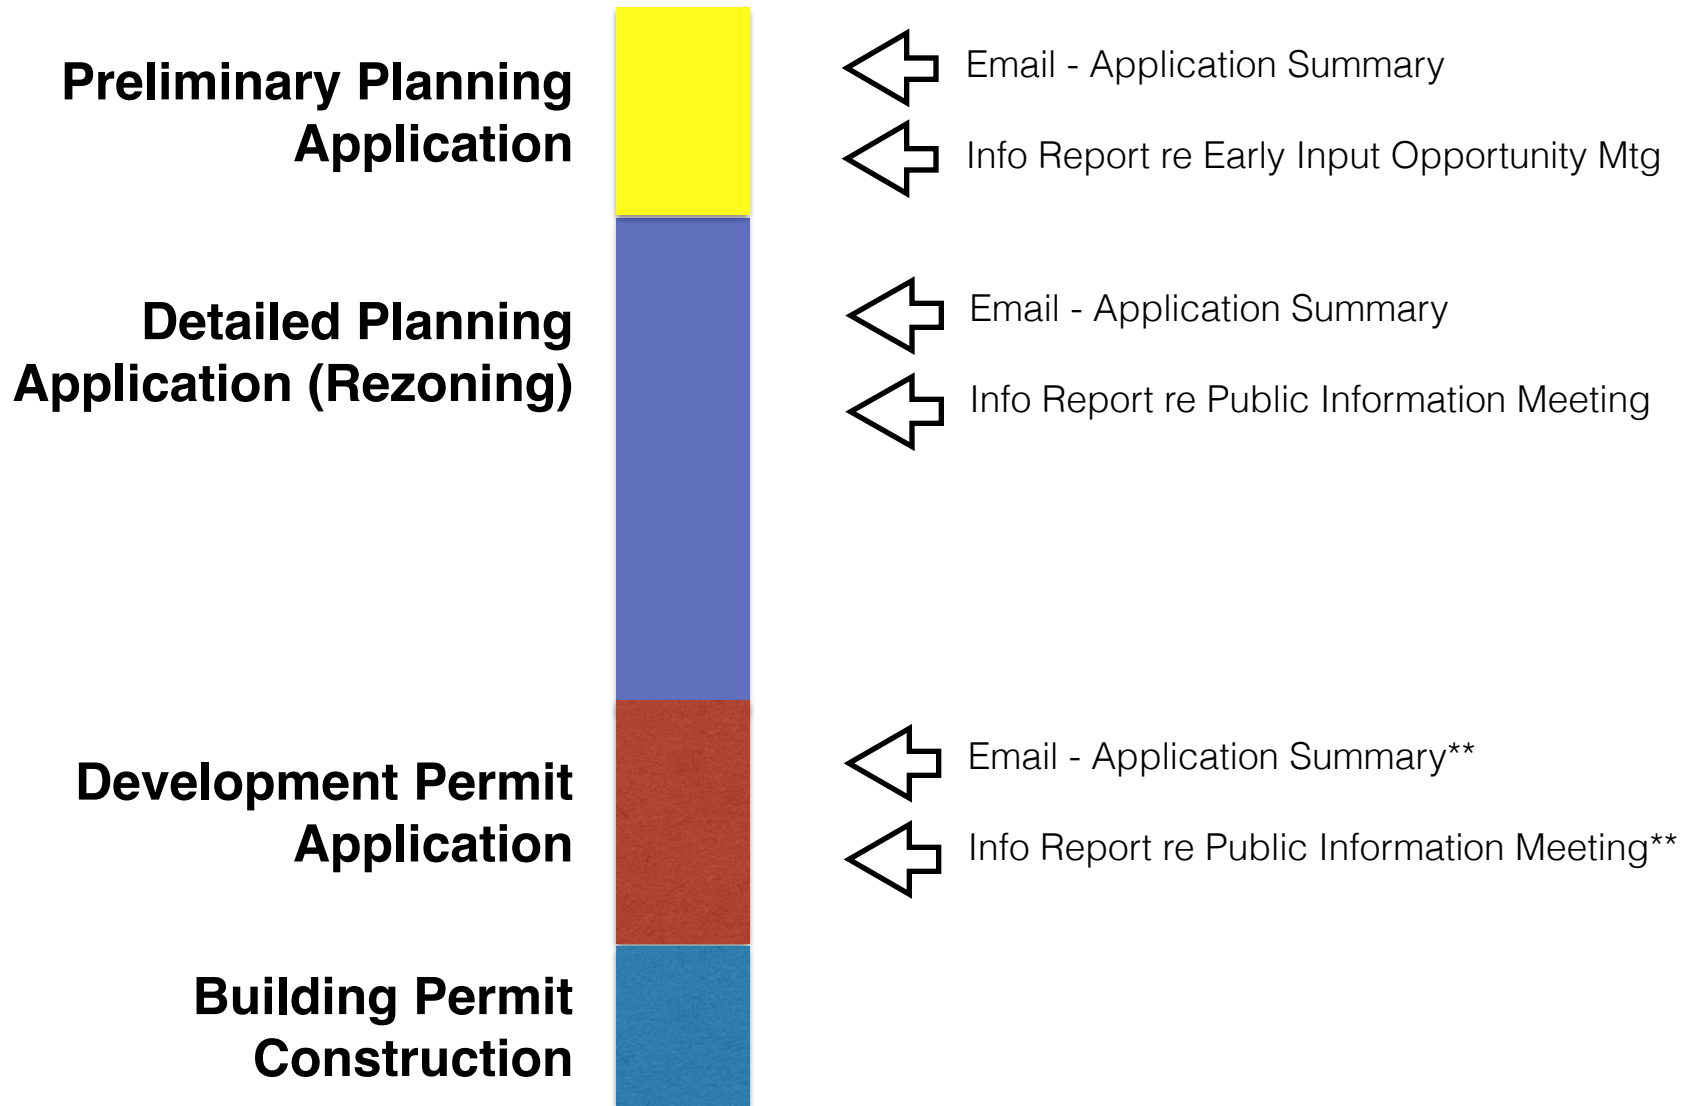 Preliminary Planning
Application
Email - Application Summary
Info Report re Early Input Opportunity Mtg
Detailed Planning
Application (Rezoning)
Email - Application Summary
Info Report re Public Information Meeting
Development Permit
Application
Email - Application Summary**
Info Report re Public Information Meeting**
Building Permit
Construction